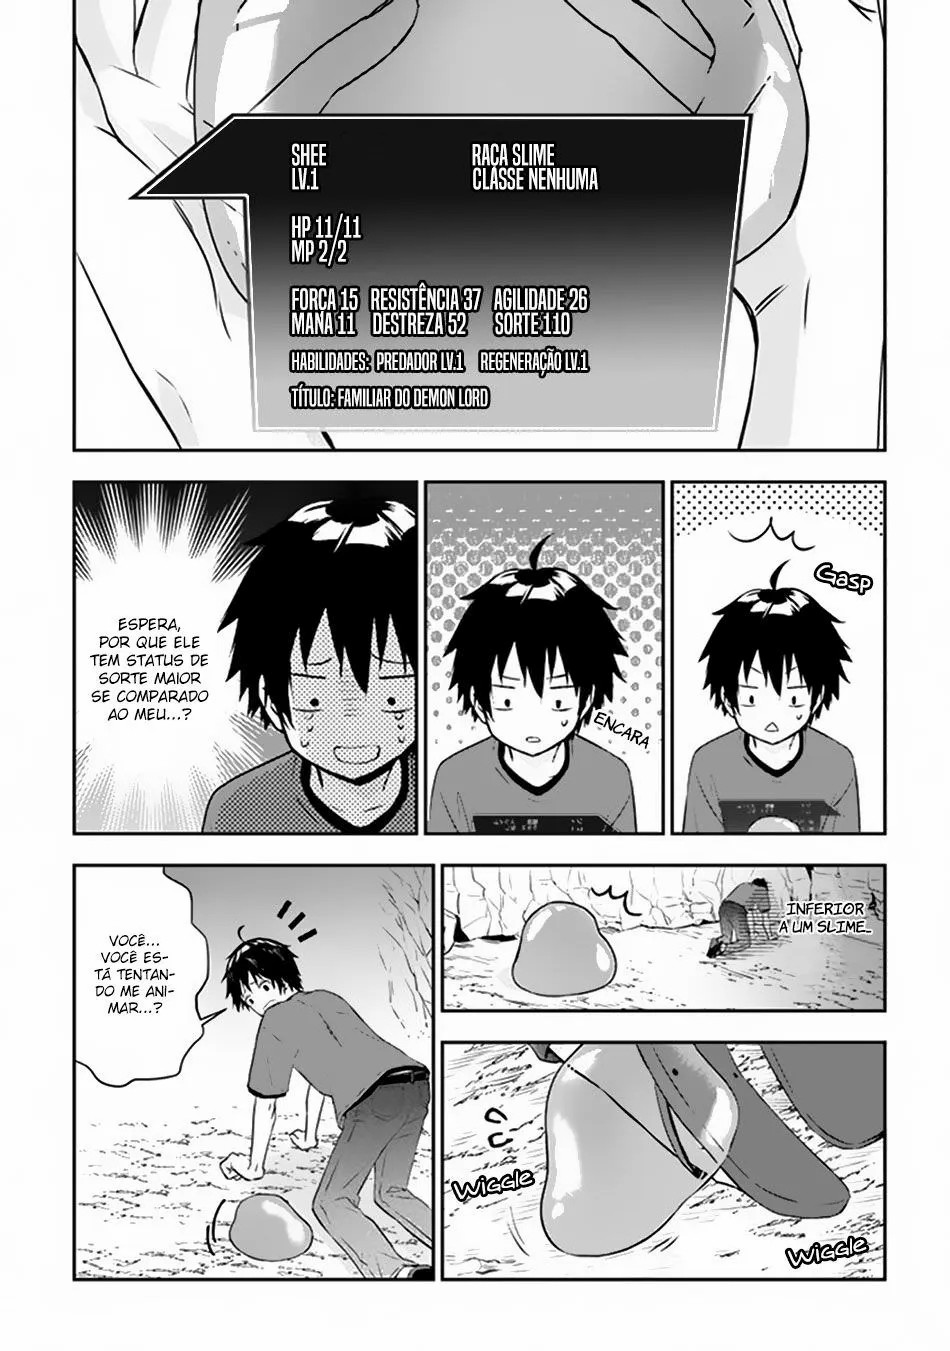 SHEE
LV.1
RAÇA SLIME
CLASSE NENHUMA
HP 11/11
MP 2/2
FORÇA 15 RESISTÊNCIA 37 AGILIDADE 26
MANA 11 DESTREZA 52 SORTE 110
HABILIDADES: PREDADOR LV.1 REGENERAÇÃO LV.1
TÍTULO: FAMILIAR DO DEMON LORD
Gasp
ENCARA
ESPERA,
POR QUE ELE
TEM STATUS DE
SORTE MAIOR
SE COMPARADO
AO MEU...?
INFERIOR
A UM SLIME...
Wiggle
Wiggle
VOCÊ...
VOCÊ ES-
TÁ TENTAN-
DO ME ANI-
MAR...?